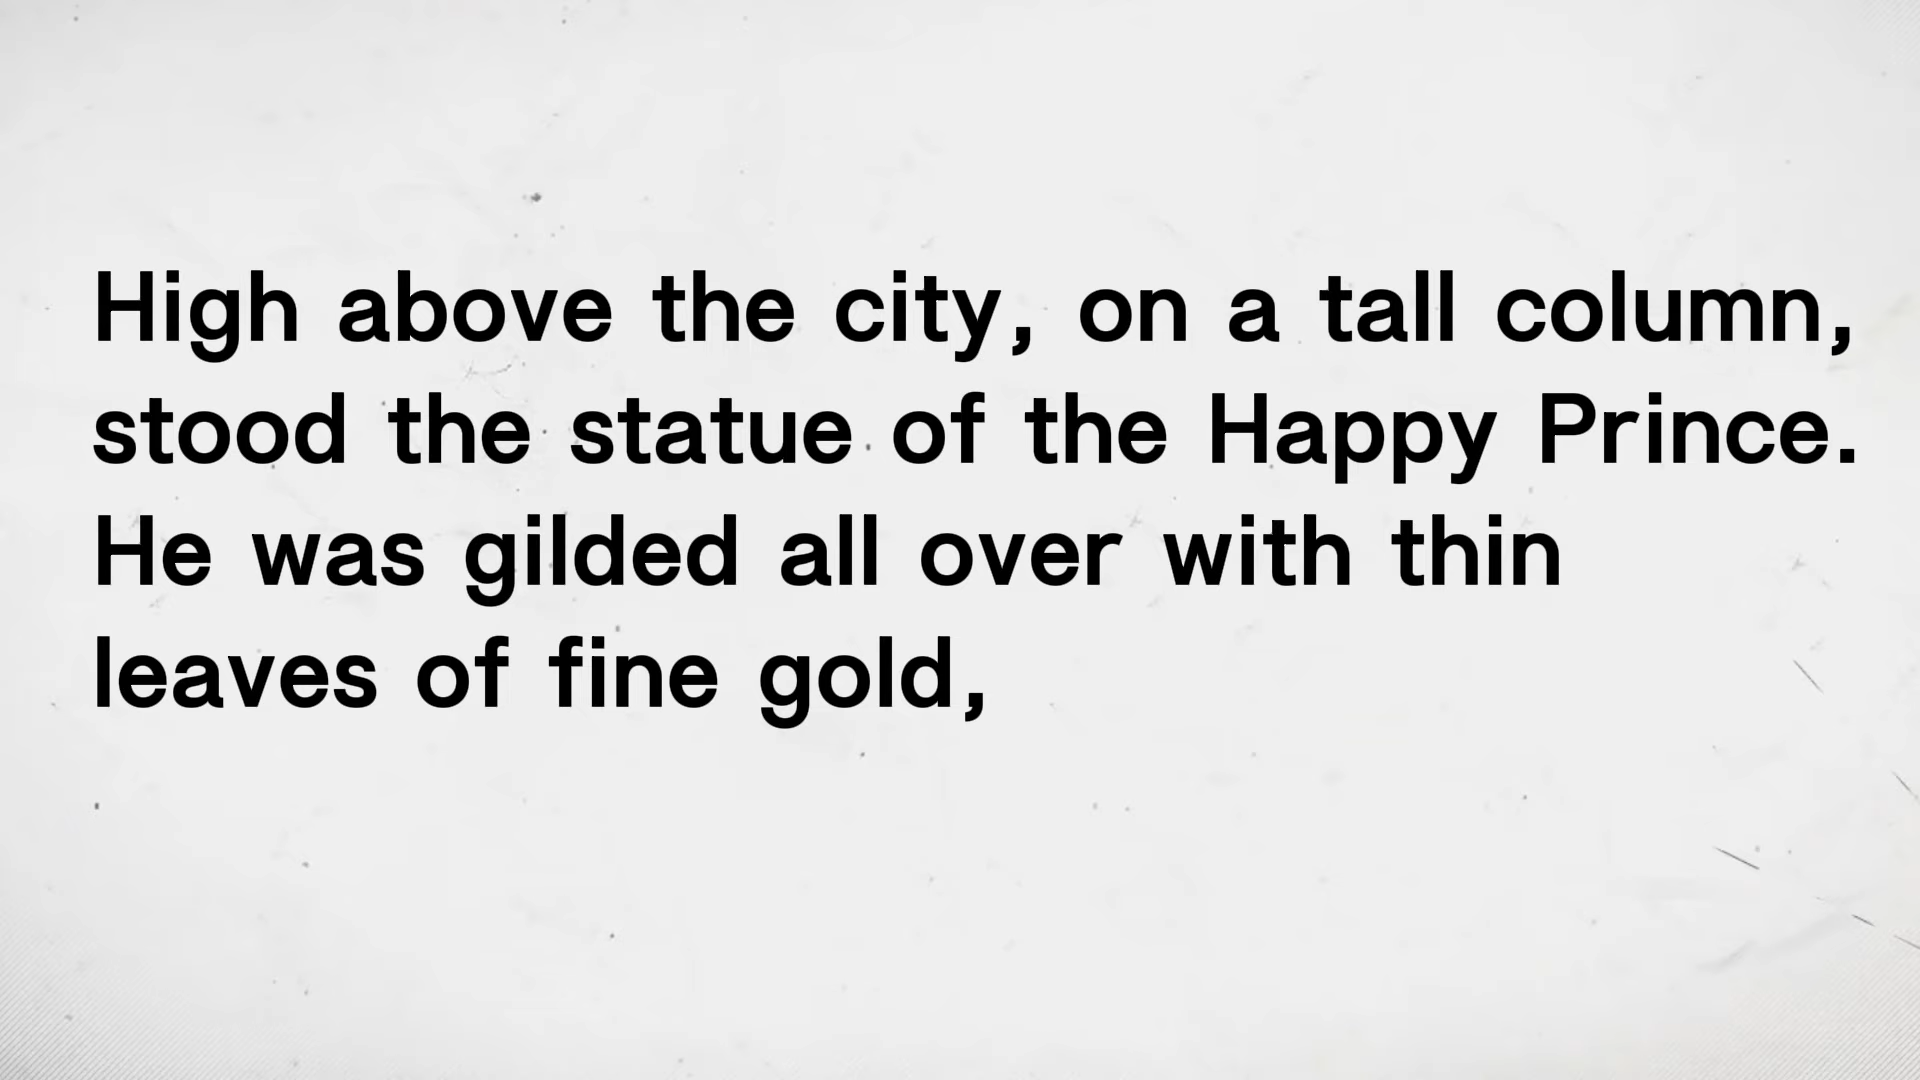 High above the city, on a tall column,
stood the statue of the Happy Prince.
He was gilded all over with thin
leaves of fine gold,